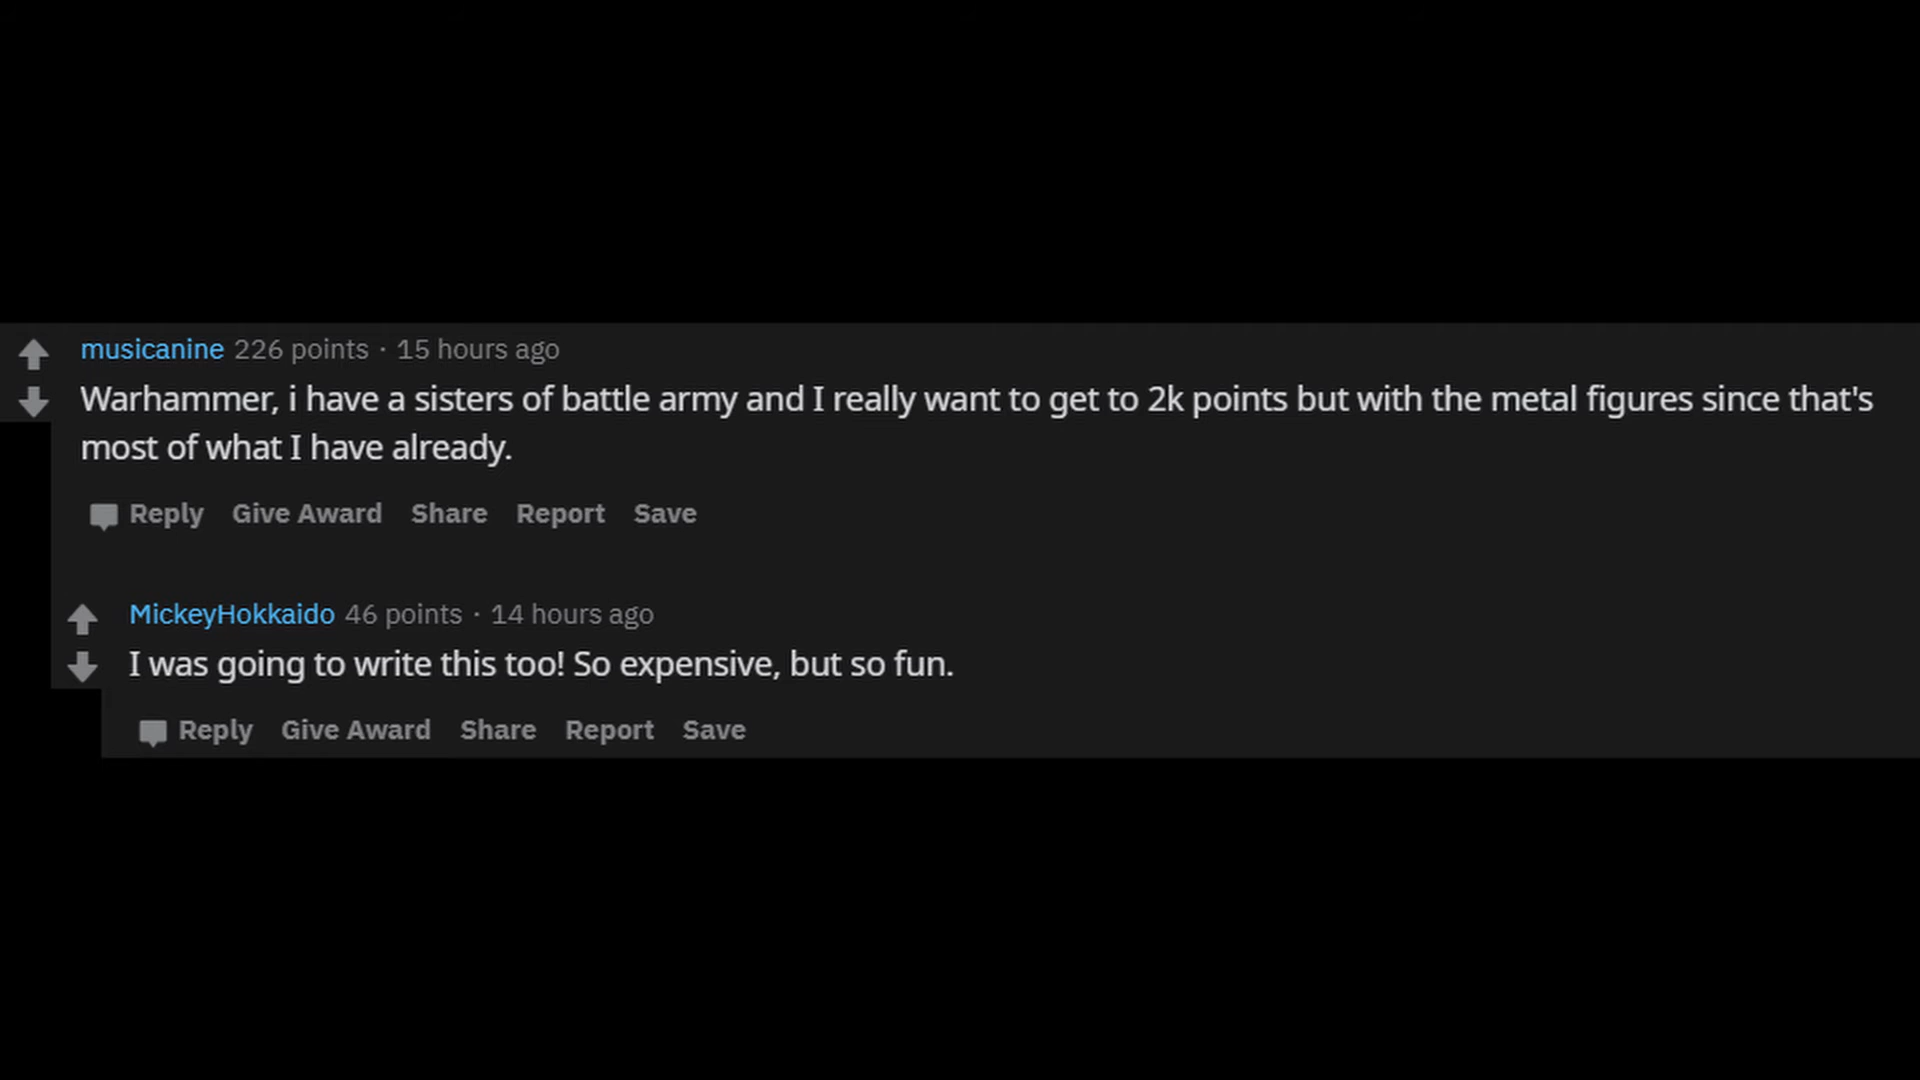 musicanine 226 points · 15 hours ago
Warhammer, i have a sisters of battle army and I really want to get to 2k points but with the metal figures since that's
most of what I have already.
Reply Give Award Share Report Save
MickeyHokkaido 46 points · 14 hours ago
I was going to write this too! So expensive, but so fun.
Reply Give Award Share Report Save